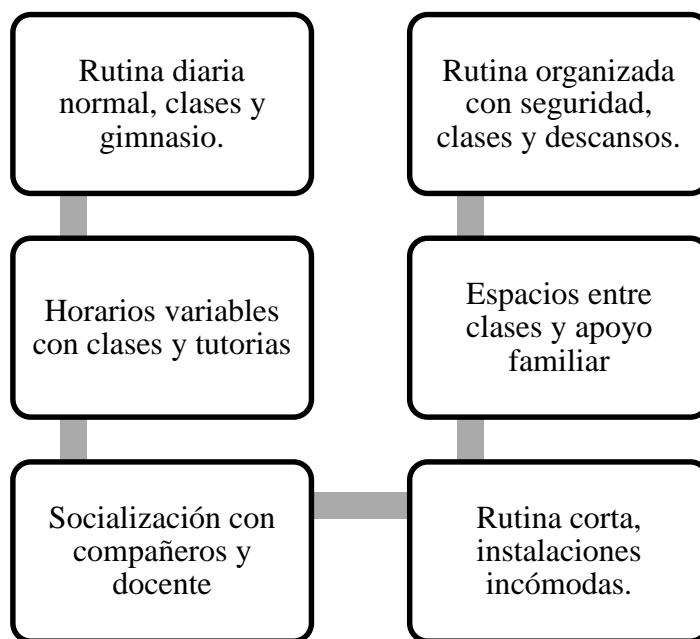 Rutina diaria
normal, clases y
gimnasio.
Horarios variables
con clases y tutorias
Socialización con
compañeros y
docente
Rutina corta,
instalaciones
incómodas.
Espacios entre
clases y apoyo
familiar
Rutina organizada
con seguridad,
clases y descansos.